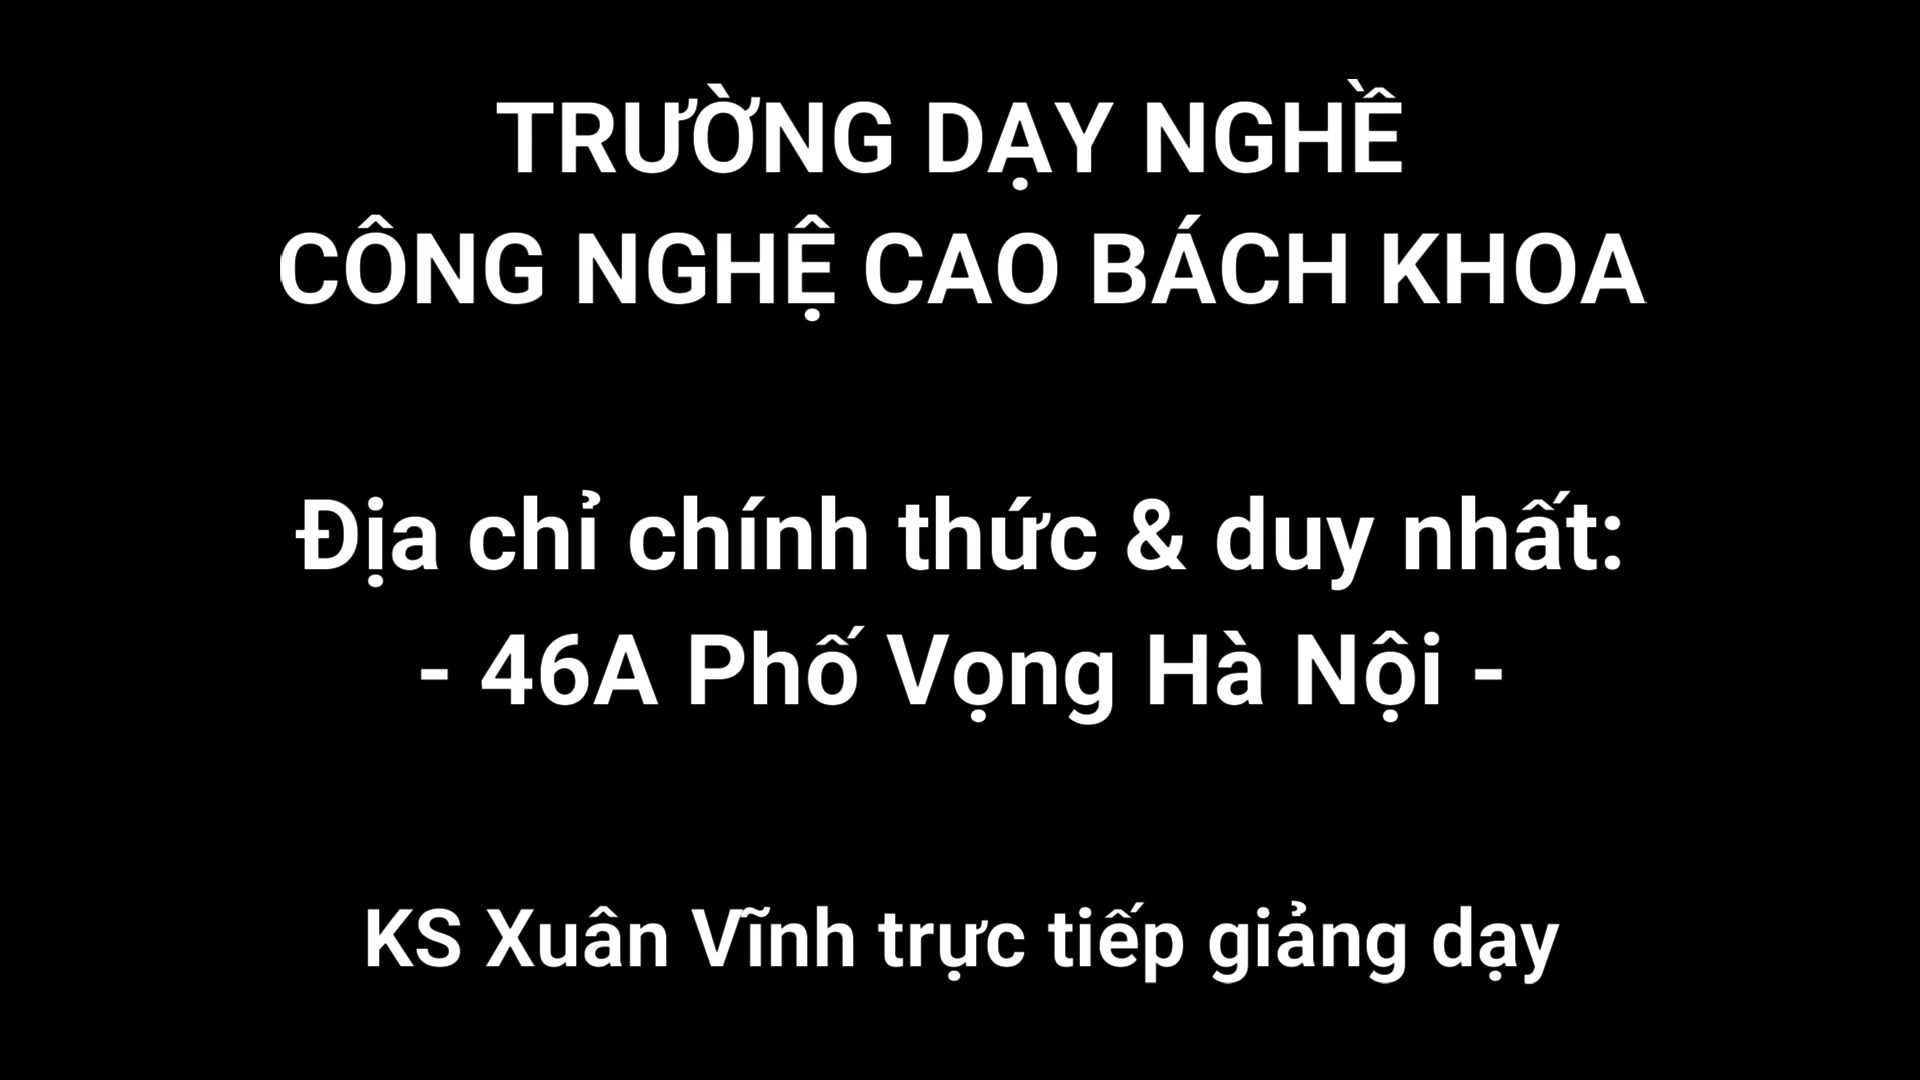 TRƯỜNG DẠY NGHỀ
CÔNG NGHỆ CAO BÁCH KHOA
Địa chỉ chính thức & duy nhất:
- 46A Phố Vọng Hà Nội -
KS Xuân Vĩnh trực tiếp giảng dạy